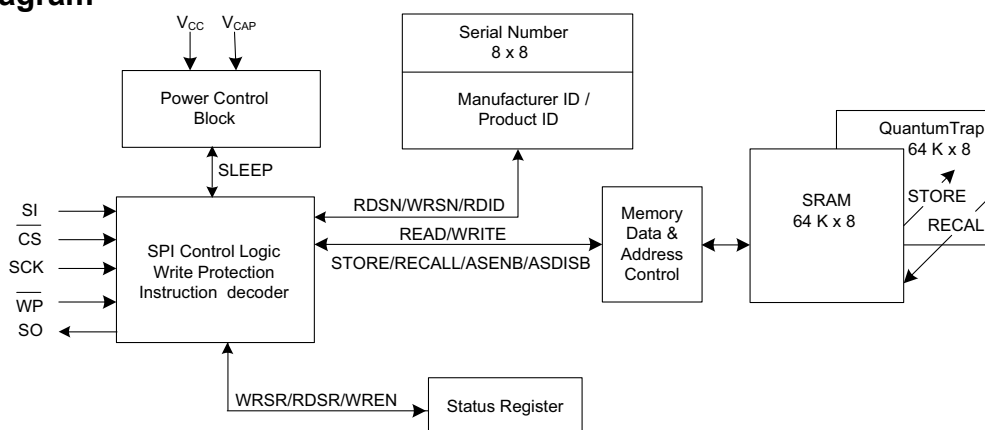 agram
V_CC V_CAP
Power Control
Block
SLEEP
Serial Number
8 x 8
Manufacturer ID /
Product ID
QuantumTrap
64 K x 8
SRAM
64 K x 8
STORE
RECAL
SI
CS
SCK
WP
SO
SPI Control Logic
Write Protection
Instruction decoder
RDSN/WRSN/RDID
READ/WRITE
STORE/RECALL/ASENB/ASDISB
Memory
Data &
Address
Control
WRSR/RDSR/WREN
Status Register